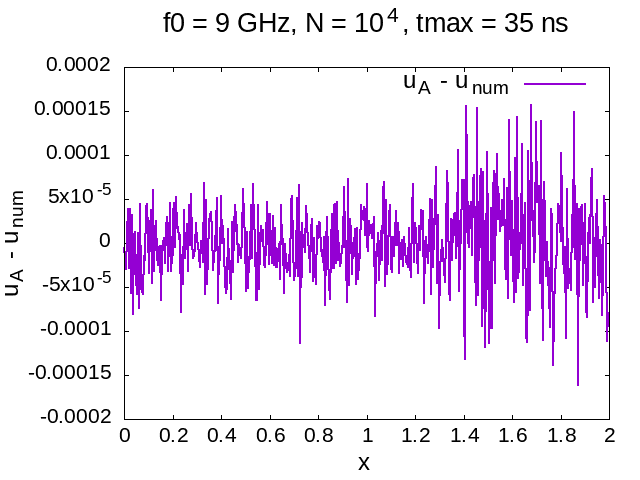 f0 = 9 GHz, N = 10^4, tmax = 35 ns
u_A - u_num
0.0002
0.00015
0.0001
5x10^-5
0
-5x10^-5
-0.0001
-0.00015
-0.0002
u_A - u_num
0 0.2 0.4 0.6 0.8 1 1.2 1.4 1.6 1.8 2
x